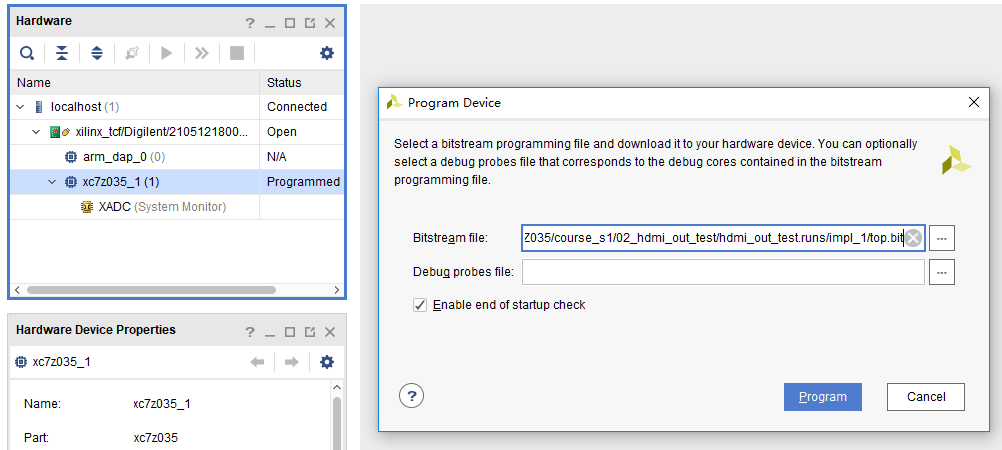 Hardware
Name Status
localhost (1) Connected
xilinx_tcf/Digilent/2105121800... Open
arm_dap_0 (0) N/A
xc7z035_1 (1) Programmed
XADC (System Monitor)
Hardware Device Properties
xc7z035_1
Name: xc7z035_1
Part: xc7z035
Program Device
Select a bitstream programming file and download it to your hardware device. You can optionally
select a debug probes file that corresponds to the debug cores contained in the bitstream
programming file.
Bitstream file: Z035/course_s1/02_hdmi_out_test/hdmi_out_test.runs/impl_1/top.bit
...
Debug probes file:
...
Enable end of startup check
?
Program Cancel